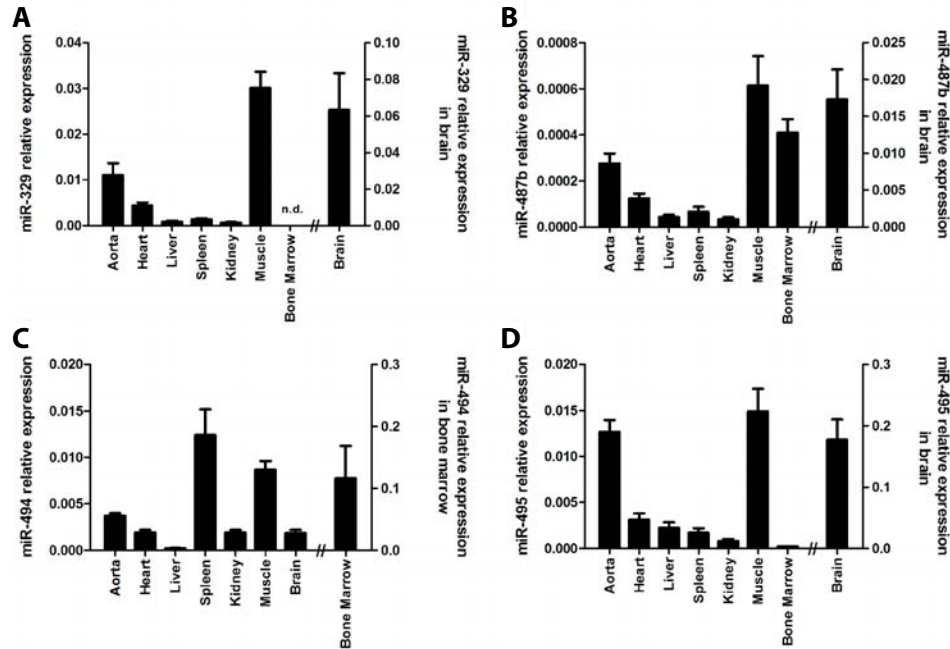 A
miR-329 relative expression
0.04
0.03
0.02
0.01
0.00
0.10
0.08
0.06
0.04
0.02
0.00
miR-329 relative expression
in brain
n.d.
Aorta
Heart
Liver
Spleen
Kidney
Muscle
Bone Marrow
//
Brain
B
miR-487b relative expression
0.0008
0.0006
0.0004
0.0002
0.0000
0.025
0.020
0.015
0.010
0.005
0.000
miR-487b relative expression
in brain
Aorta
Heart
Liver
Spleen
Kidney
Muscle
Bone Marrow
//
Brain
C
miR-494 relative expression
0.020
0.015
0.010
0.005
0.000
0.3
0.2
0.1
0.0
miR-494 relative expression
in bone marrow
Aorta
Heart
Liver
Spleen
Kidney
Muscle
Brain
//
Bone Marrow
D
miR-495 relative expression
0.020
0.015
0.010
0.005
0.000
0.3
0.2
0.1
0.0
miR-495 relative expression
in brain
Aorta
Heart
Liver
Spleen
Kidney
Muscle
Bone Marrow
//
Brain